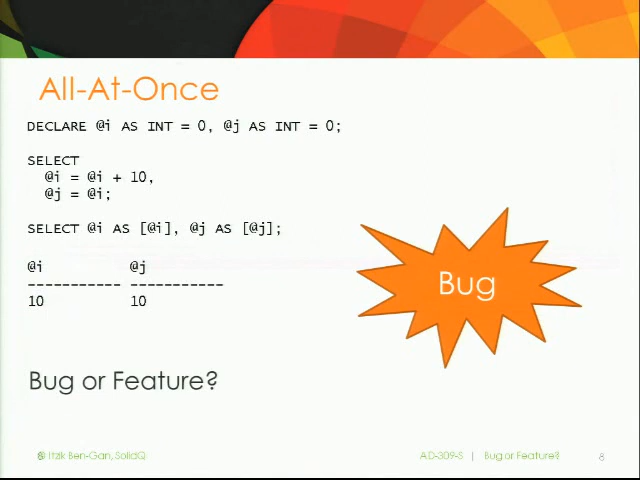 All-At-Once
DECLARE @i AS INT = 0, @j AS INT = 0;
SELECT
@i = @i + 10,
@j = @i;
SELECT @i AS [@i], @j AS [@j];
@i @j
----------- -----------
10 10
Bug
Bug or Feature?
@ Itzik Ben-Gan, SolidQ
AD-309-S | Bug or Feature?
8